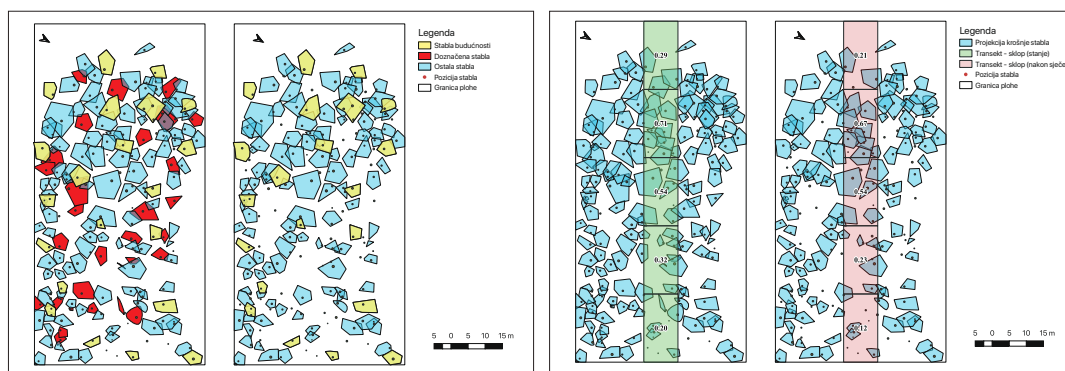 Legenda
Stabla budućnosti
Doznačena stabla
Ostala stabla
Pozicija stabla
Granica plohe
5 0 5 10 15 m
0.29
0.71
0.54
0.32
0.20
0.21
0.67
0.54
0.23
0.12
Legenda
Projekcija krošnje stabla
Transekt - sklop (stanje)
Transekt - sklop (nakon sječe)
Pozicija stabla
Granica plohe
5 0 5 10 15 m